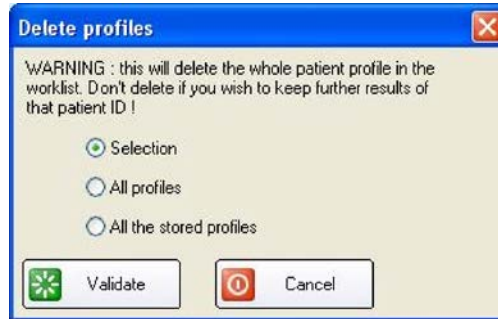 Delete profiles
WARNING : this will delete the whole patient profile in the
worklist. Don't delete if you wish to keep further results of
that patient ID !
Selection
All profiles
All the stored profiles
Validate
Cancel